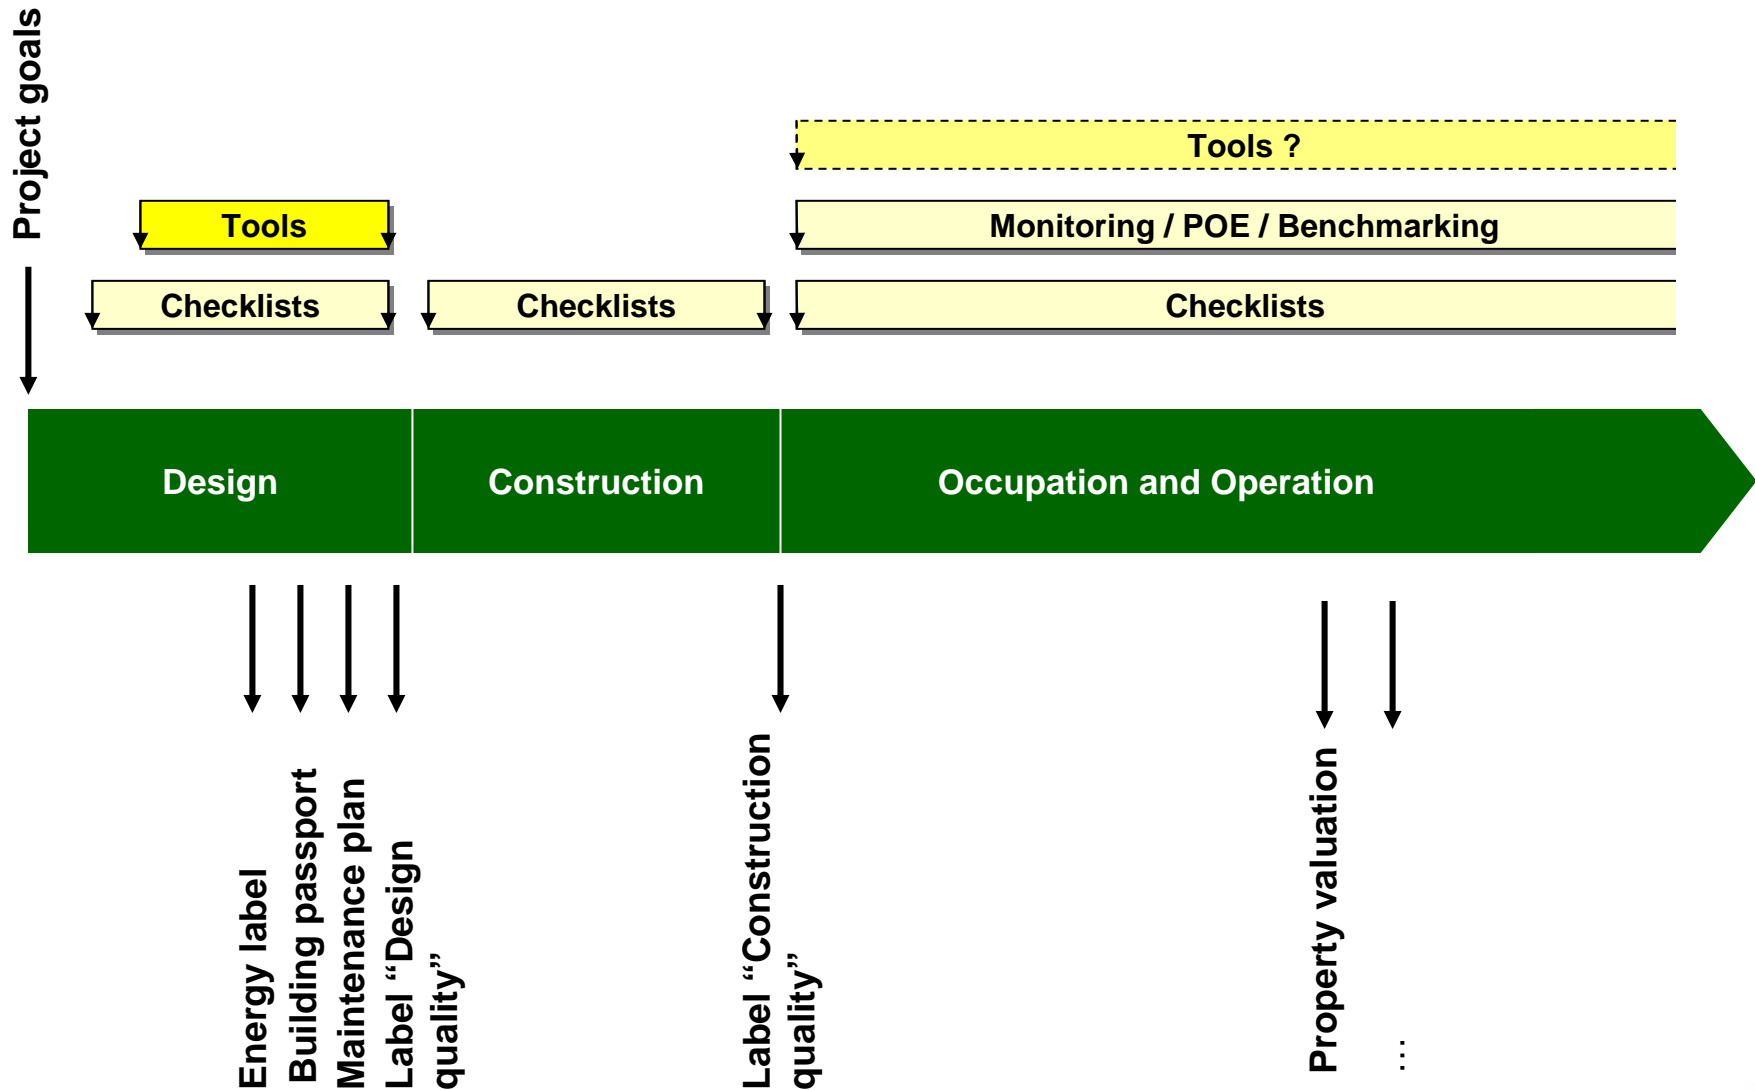 Project goals
Tools ?
Tools
Monitoring / POE / Benchmarking
Checklists
Checklists
Checklists
Design
Construction
Occupation and Operation
Energy label
Building passport
Maintenance plan
Label “Design
quality”
Label “Construction
quality”
Property valuation
…